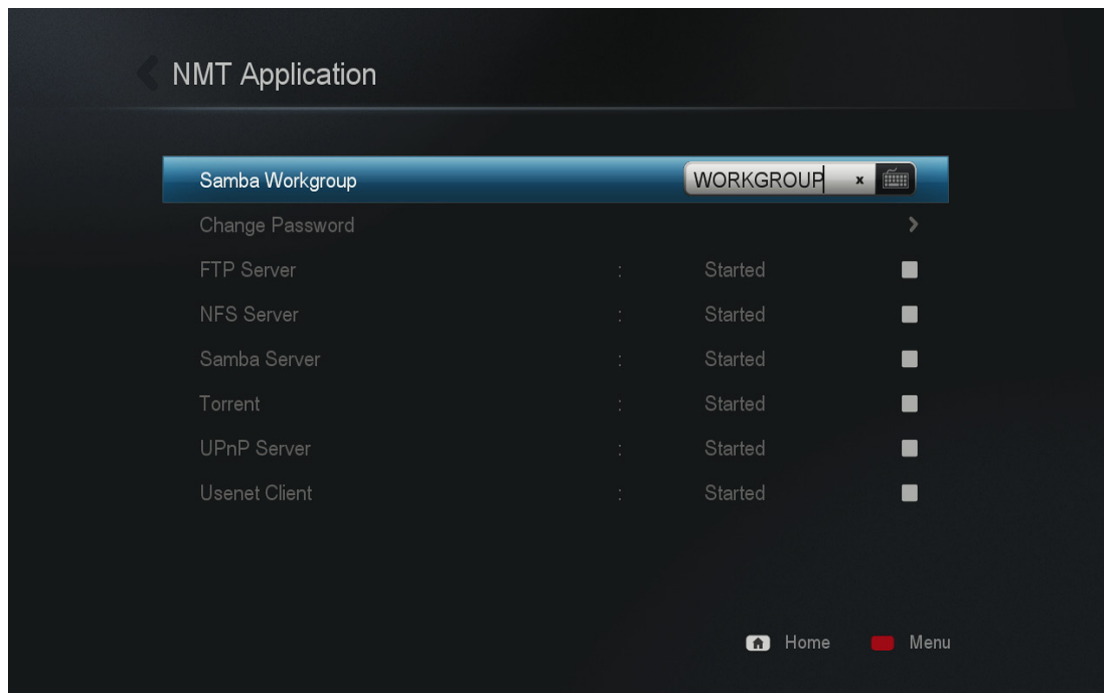 NMT Application
Samba Workgroup WORKGROUP x
Change Password
FTP Server : Started
NFS Server : Started
Samba Server : Started
Torrent : Started
UPnP Server : Started
Usenet Client : Started
Home Menu